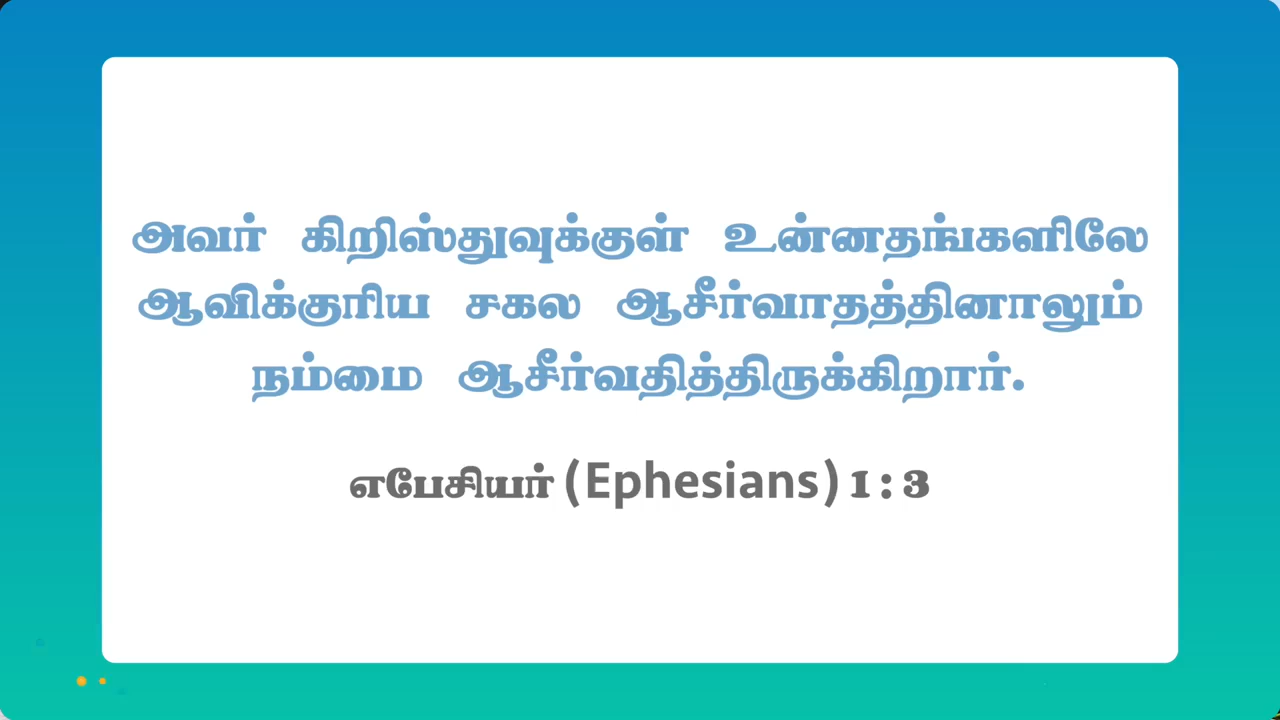 அவர் கிறிஸ்துவுக்குள் உன்னதங்களிலே
ஆவிக்குரிய சகல ஆசீர்வாதத்தினாலும்
நம்மை ஆசீர்வதித்திருக்கிறார்.
எபேசியர் (Ephesians) 1 : 3